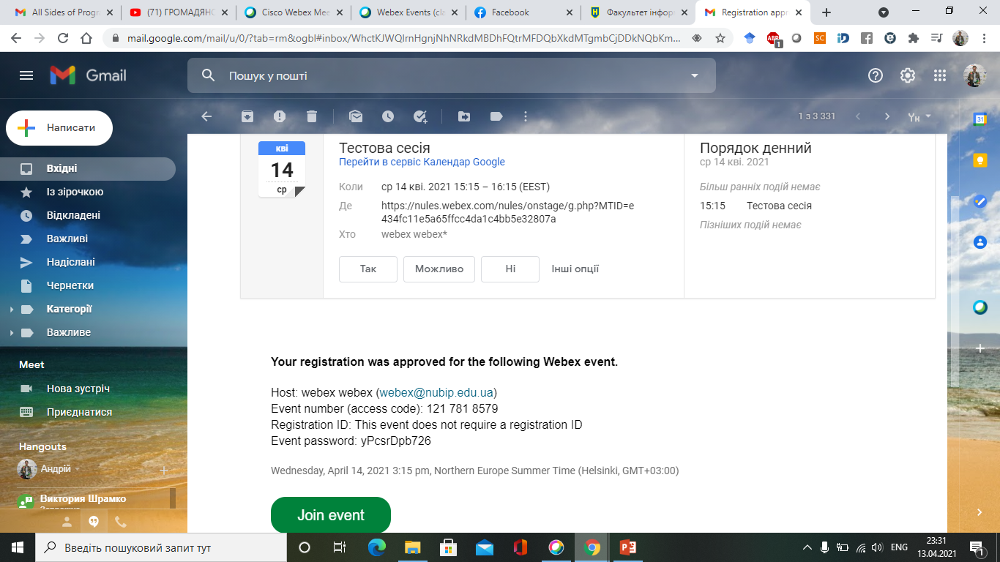 All Sides of Progr
(71) ГРОМАДЯНС
Cisco Webex Mee
Webex Events (cla
Facebook
Факультет інфор
Registration appr
mail.google.com/mail/u/0/?tab=rm&ogbl#inbox/WhctKJWQlrnHgnjNhNRkdMBDhFQtrMFDQbXkdMTgmbCjDDkNQbKm...
ABP
1
SC
Gmail
Пошук у пошті
Написати
1 з 3 331
31
Вхідні
Із зірочкою
Відкладені
Важливі
Надіслані
Чернетки
Категорії
Важливе
Meet
Нова зустріч
Приєднатися
Hangouts
Андрій
Виктория Шрамко
кві
14
ср
Тестова сесія
Перейти в сервіс Календар Google
Коли ср 14 кві. 2021 15:15 – 16:15 (EEST)
Де https://nules.webex.com/nules/onstage/g.php?MTID=e
434fc11e5a65ffcc4da1c4bb5e32807a
Хто webex webex*
Так Можливо Ні Інші опції
Порядок денний
ср 14 кві. 2021
Більш ранніх подій немає
15:15 Тестова сесія
Пізніших подій немає
Your registration was approved for the following Webex event.
Host: webex webex (webex@nubip.edu.ua)
Event number (access code): 121 781 8579
Registration ID: This event does not require a registration ID
Event password: yPcsrDpb726
Wednesday, April 14, 2021 3:15 pm, Northern Europe Summer Time (Helsinki, GMT+03:00)
Join event
Введіть пошуковий запит тут
ENG
23:31
13.04.2021
1